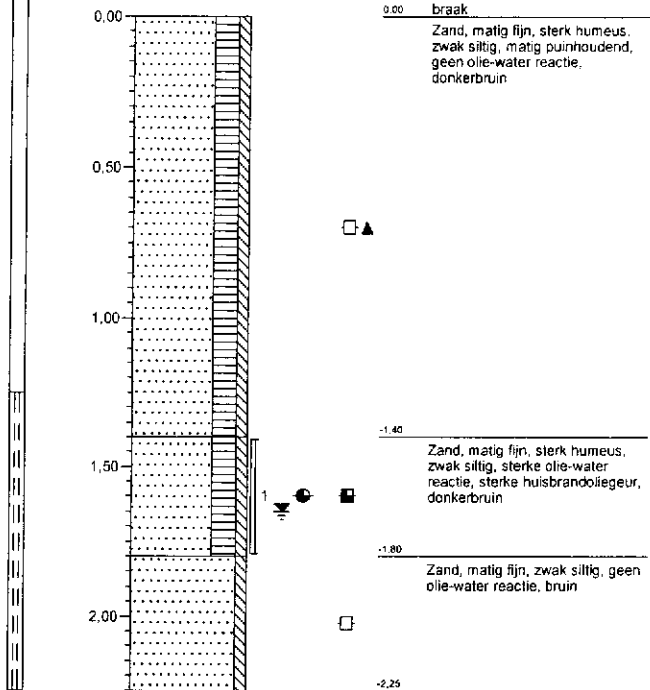 0,00
0.00 braak
Zand, matig fijn, sterk humeus,
zwak siltig, matig puinhoudend,
geen olie-water reactie,
donkerbruin
0,50
1,00
-1.40
Zand, matig fijn, sterk humeus,
zwak siltig, sterke olie-water
reactie, sterke huisbrandoliegeur,
donkerbruin
1,50
1
-1.80
Zand, matig fijn, zwak siltig, geen
olie-water reactie, bruin
2,00
-2,25